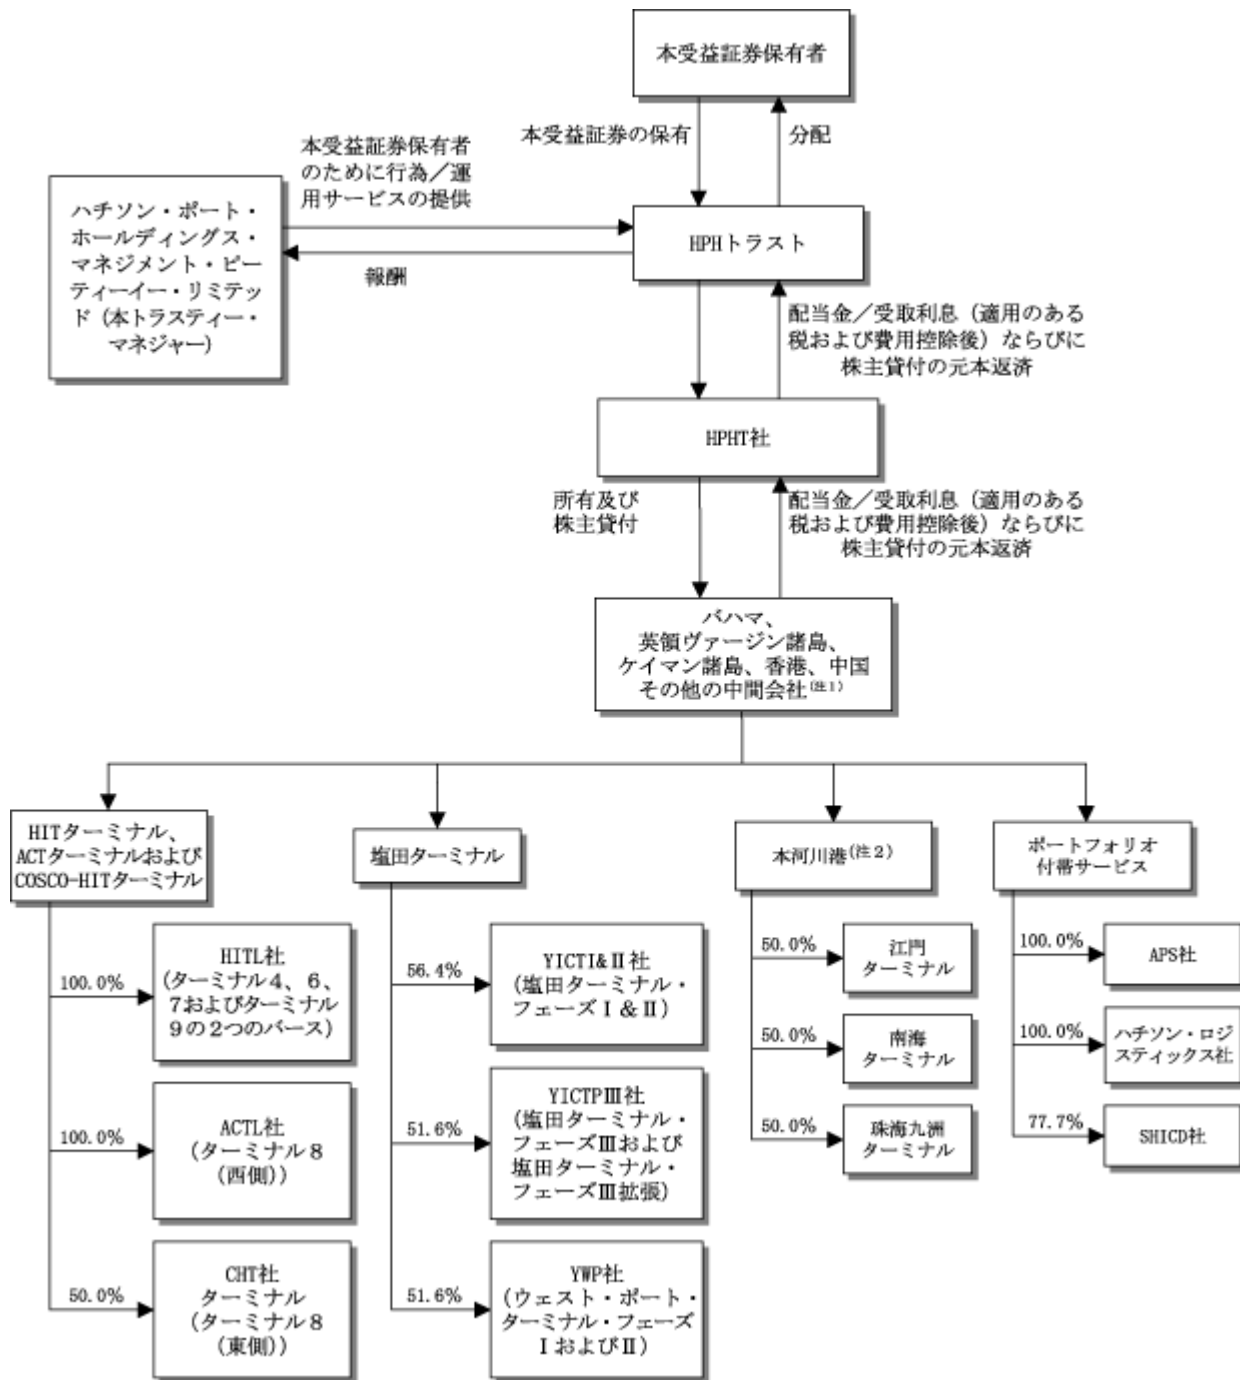 本受益証券保有者
本受益証券の保有
分配
本受益証券保有者
のために行為／運
用サービスの提供
ハチソン・ポート・
ホールディングス・
マネジメント・ピー
ティーイー・リミテッ
ド（本トラスティー・
マネジャー）
HPHトラスト
報酬
配当金／受取利息（適用のある
税および費用控除後）ならびに
株主貸付の元本返済
HPHT社
所有及び
株主貸付
配当金／受取利息（適用のある
税および費用控除後）ならびに
株主貸付の元本返済
バハマ、
英領ヴァージン諸島、
ケイマン諸島、香港、中国
その他の中間会社(注1)
HITターミナル、
ACTターミナルおよび
COSCO-HITターミナル
100.0%
HITL社
(ターミナル４、６、
７およびターミナル
９の２つのバース)
100.0%
ACTL社
(ターミナル８
(西側))
50.0%
CHT社
ターミナル
(ターミナル８
(東側))
塩田ターミナル
56.4%
YICTI&Ⅱ社
(塩田ターミナル・
フェーズⅠ＆Ⅱ)
51.6%
YICTPⅢ社
(塩田ターミナル・
フェーズⅢおよび
塩田ターミナル・
フェーズⅢ拡張)
51.6%
YWP社
(ウェスト・ポート・
ターミナル・フェーズ
ⅠおよびⅡ)
本河川港(注２)
50.0%
江門
ターミナル
50.0%
南海
ターミナル
50.0%
珠海九洲
ターミナル
ポートフォリオ
付帯サービス
100.0%
APS社
100.0%
ハチソン・ロジ
スティックス社
77.7%
SHICD社